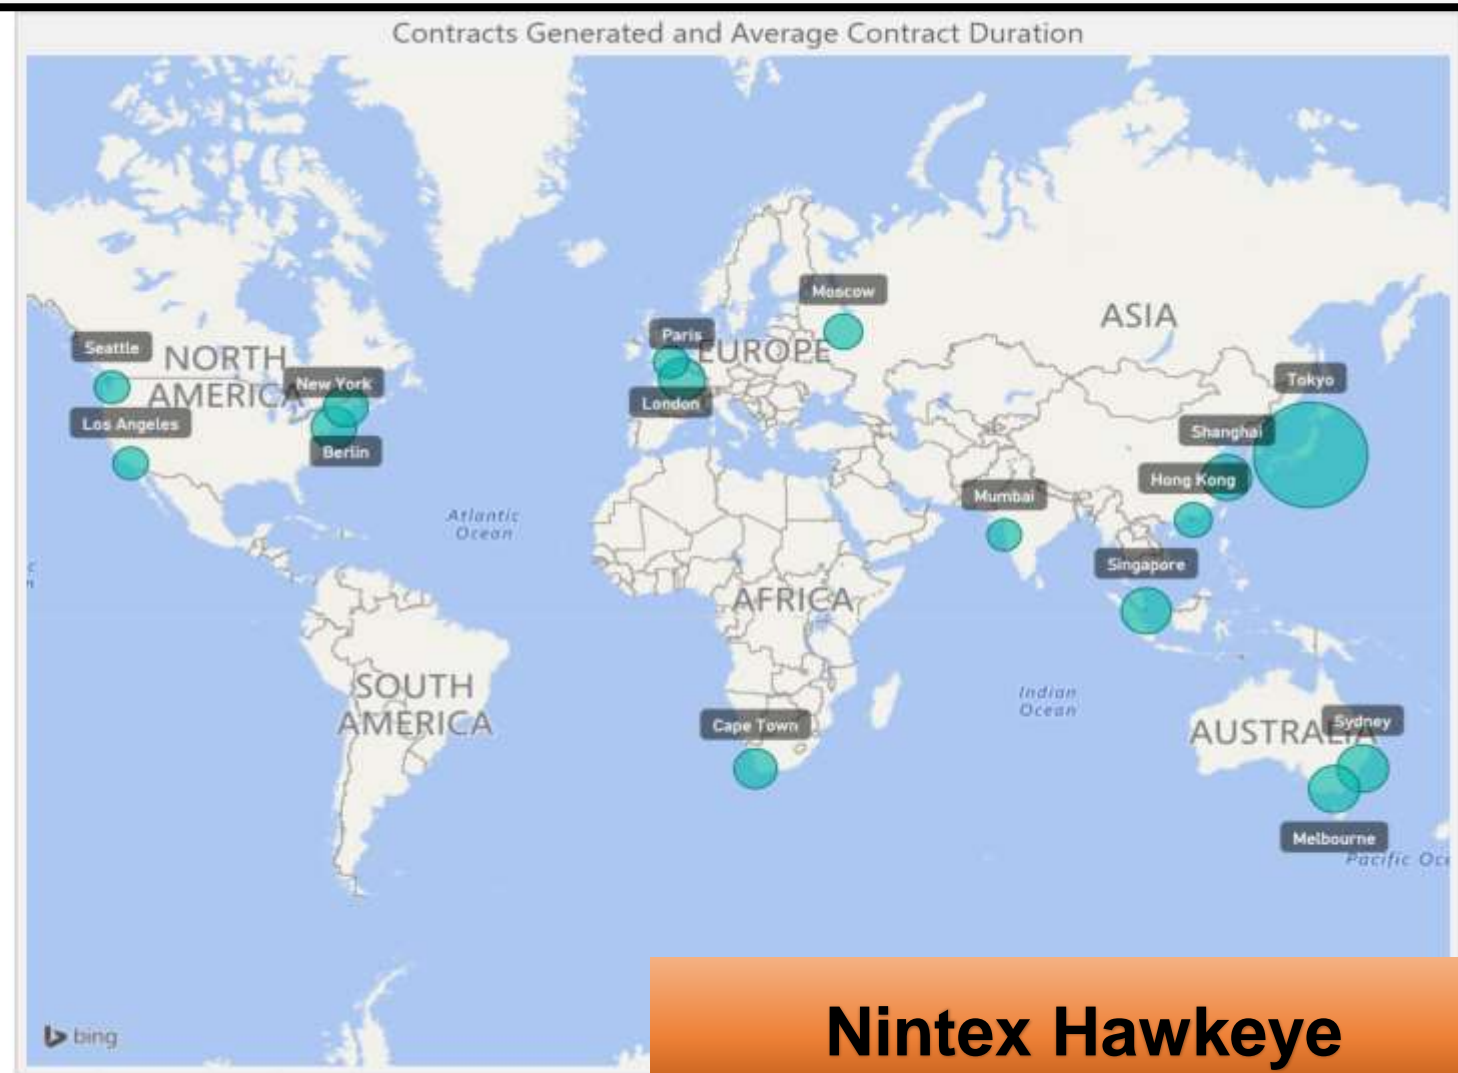 Contracts Generated and Average Contract Duration
Moscow
ASIA
Paris
EUROPE
Seattle
NORTH
AMERICA
New York
Tokyo
London
Los Angeles
Shanghai
Berlin
Hong Kong
Mumbai
Atlantic
Ocean
Singapore
AFRICA
SOUTH
AMERICA
Indian
Ocean
Cape Town
Sydney
AUSTRALIA
Melbourne
Pacific Oce
bing
Nintex Hawkeye